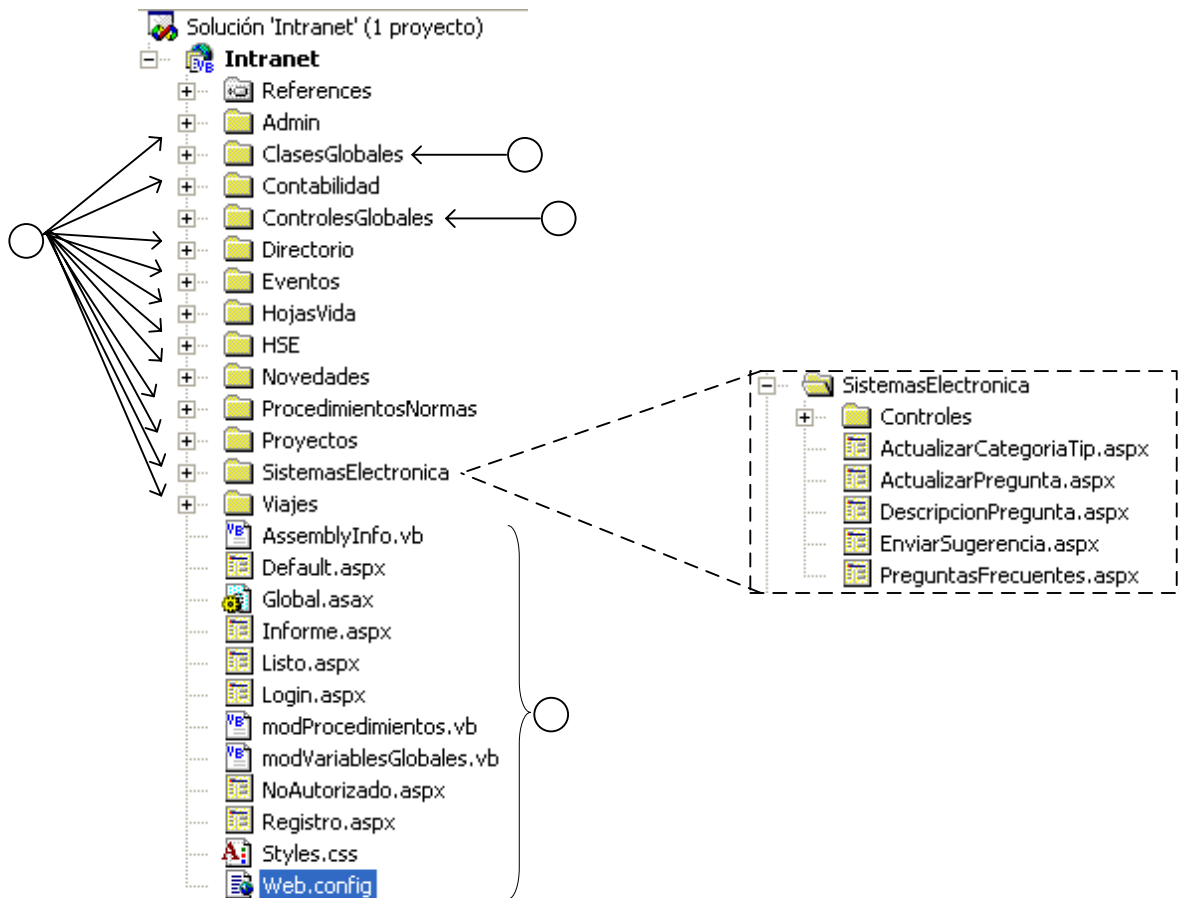 Solución 'Intranet' (1 proyecto)
Intranet
References
Admin
ClasesGlobales
Contabilidad
ControlesGlobales
Directorio
Eventos
HojasVida
HSE
Novedades
ProcedimientosNormas
Proyectos
SistemasElectronica
Viajes
AssemblyInfo.vb
Default.aspx
Global.asax
Informe.aspx
Listo.aspx
Login.aspx
modProcedimientos.vb
modVariablesGlobales.vb
NoAutorizado.aspx
Registro.aspx
Styles.css
Web.config
SistemasElectronica
Controles
ActualizarCategoriaTip.aspx
ActualizarPregunta.aspx
DescripcionPregunta.aspx
EnviarSugerencia.aspx
PreguntasFrecuentes.aspx